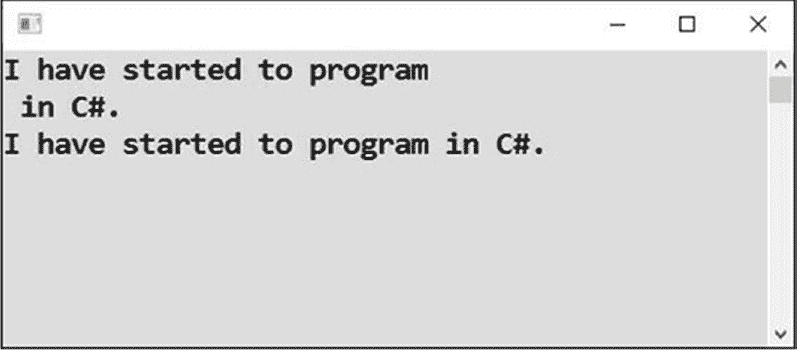 I have started to program
 in C#.
I have started to program in C#.